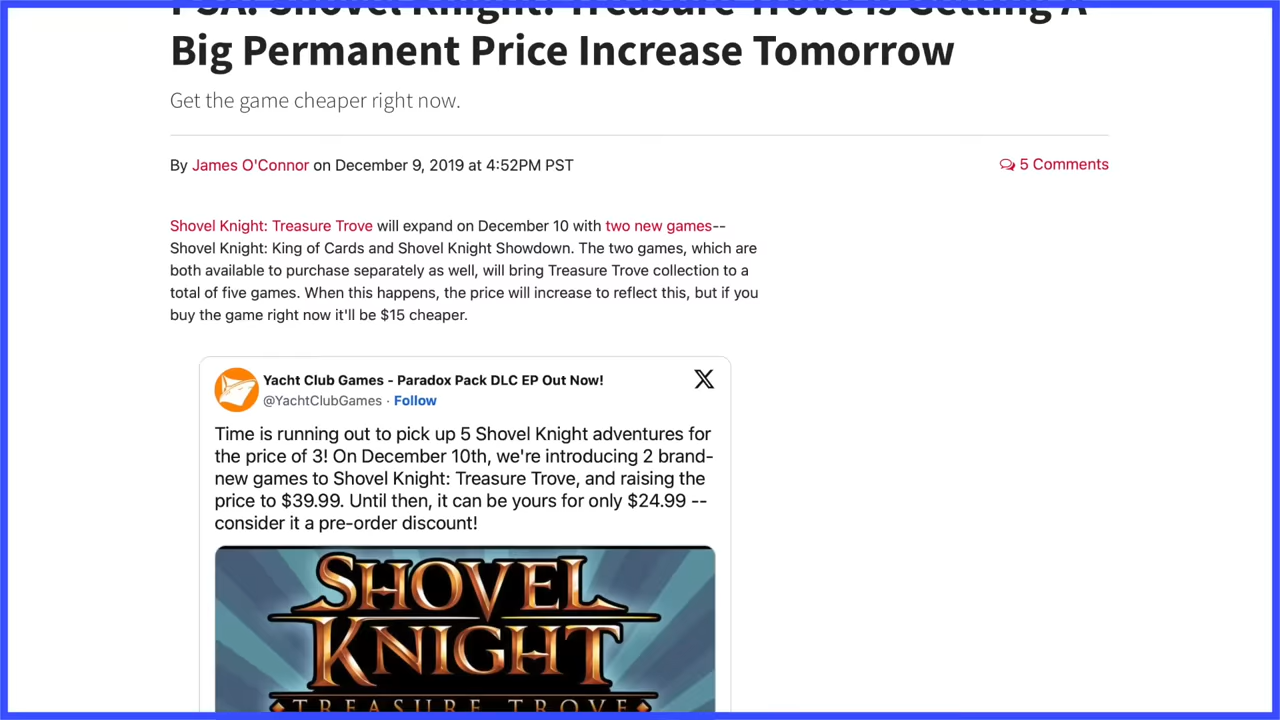 PSA: Shovel Knight: Treasure Trove Is Getting A
Big Permanent Price Increase Tomorrow
Get the game cheaper right now.
By James O'Connor on December 9, 2019 at 4:52PM PST
5 Comments
Shovel Knight: Treasure Trove will expand on December 10 with two new games--
Shovel Knight: King of Cards and Shovel Knight Showdown. The two games, which are
both available to purchase separately as well, will bring Treasure Trove collection to a
total of five games. When this happens, the price will increase to reflect this, but if you
buy the game right now it'll be $15 cheaper.
Yacht Club Games - Paradox Pack DLC EP Out Now!
X
@YachtClubGames · Follow
Time is running out to pick up 5 Shovel Knight adventures for
the price of 3! On December 10th, we're introducing 2 brand-
new games to Shovel Knight: Treasure Trove, and raising the
price to $39.99. Until then, it can be yours for only $24.99 --
consider it a pre-order discount!
SHOVEL
KNIGHT
TREASURE TROVE